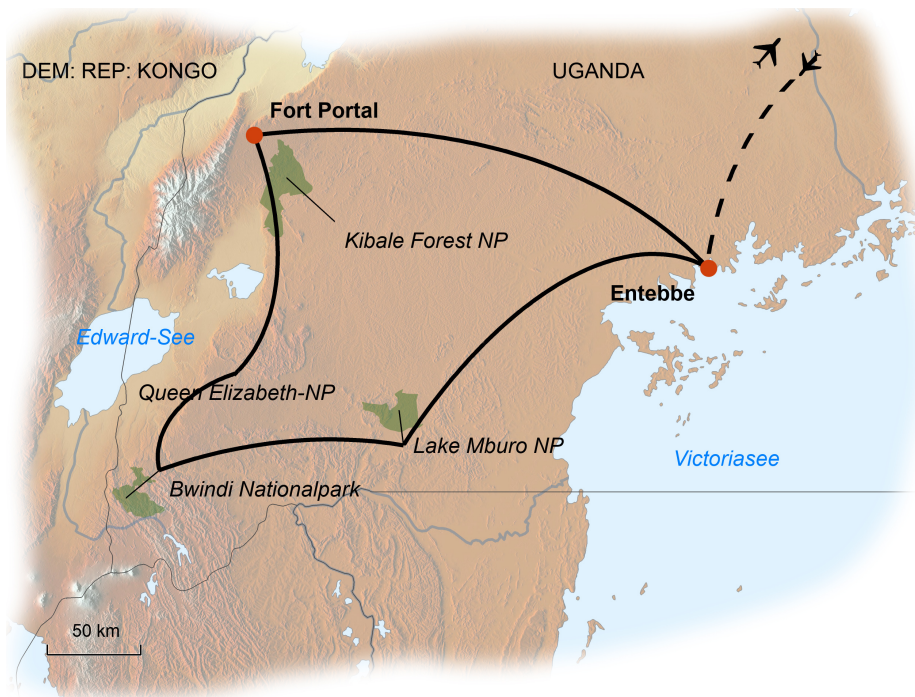 DEM: REP: KONGO
UGANDA
Fort Portal
Kibale Forest NP
Entebbe
Edward-See
Queen Elizabeth-NP
Lake Mburo NP
Victoriasee
Bwindi Nationalpark
50 km